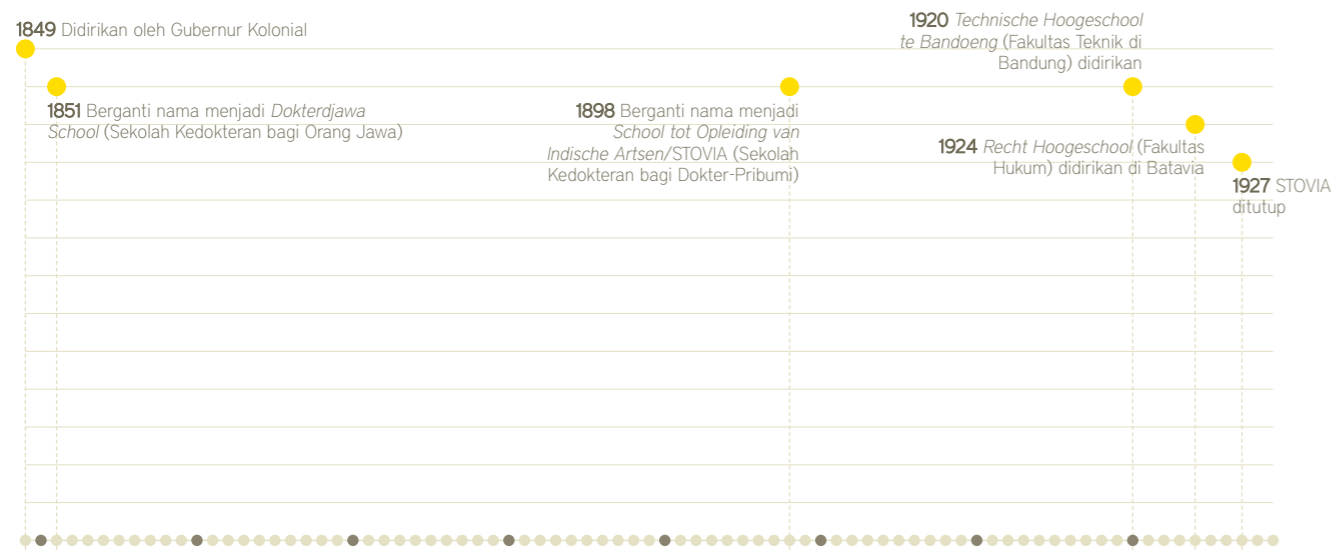 1849 Didirikan oleh Gubernur Kolonial
1851 Berganti nama menjadi Dokterdjawa
School (Sekolah Kedokteran bagi Orang Jawa)
1898 Berganti nama menjadi
School tot Opleiding van
Indische Artsen/STOVIA (Sekolah
Kedokteran bagi Dokter-Pribumi)
1920 Technische Hoogeschool
te Bandoeng (Fakultas Teknik di
Bandung) didirikan
1924 Recht Hoogeschool (Fakultas
Hukum) didirikan di Batavia
1927 STOVIA
ditutup